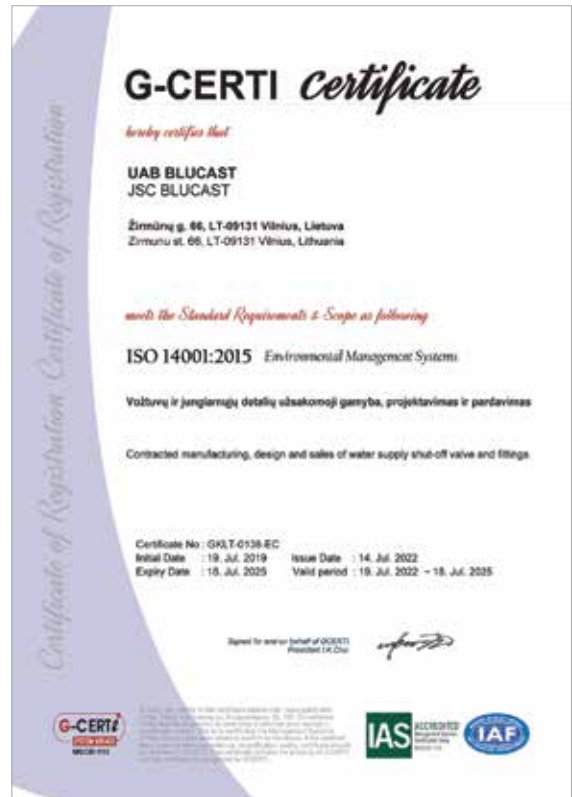 Certificate of Registration Certificate of Registration
G-CERTI Certificate
hereby certifies that
UAB BLUCAST
JSC BLUCAST
Žirmūnų g. 66, LT-09131 Vilnius, Lietuva
Zirmunu st. 66, LT-09131 Vilnius, Lithuania
meets the Standard Requirements & Scope as following
ISO 14001:2015 Environmental Management Systems
Vožtuvų ir jungiamųjų detalių užsakomoji gamyba, projektavimas ir pardavimas
Contracted manufacturing, design and sales of water supply shut-off valve and fittings
Certificate No : GKLT-0138-EC
Initial Date : 19. Jul. 2019 Issue Date : 14. Jul. 2022
Expiry Date : 18. Jul. 2025 Valid period : 19. Jul. 2022 ~ 18. Jul. 2025
Signed for and on behalf of GCERTI
President I.K.Cho
G-CERTi
IAS ACCREDITED
IAF